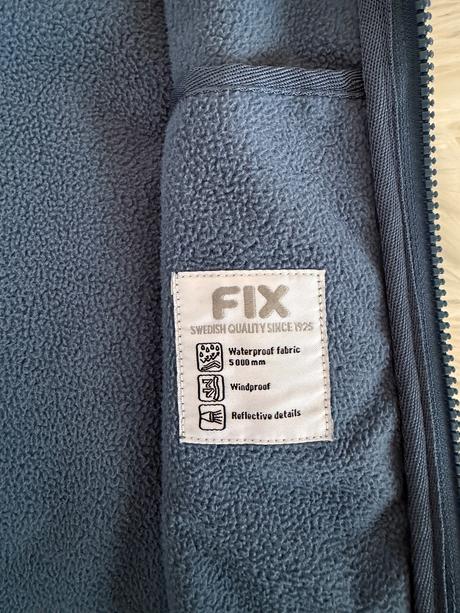 FIX
SWEDISH QUALITY SINCE 1925
Waterproof fabric
5 000 mm
Windproof
Reflective details